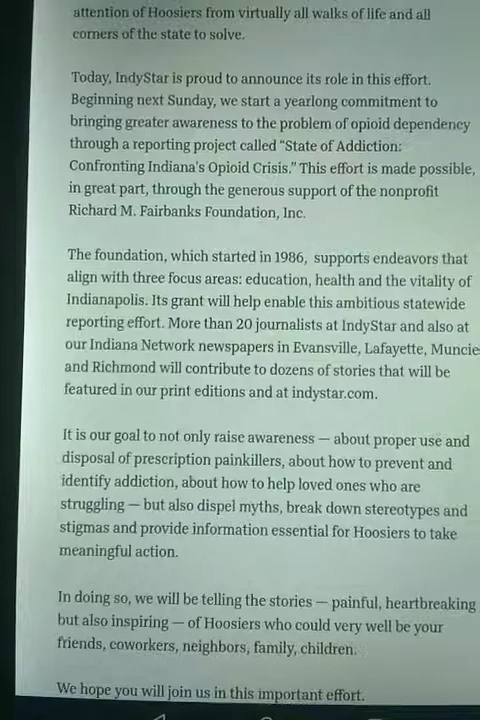 attention of Hoosiers from virtually all walks of life and all
corners of the state to solve.
Today, IndyStar is proud to announce its role in this effort.
Beginning next Sunday, we start a yearlong commitment to
bringing greater awareness to the problem of opioid dependency
through a reporting project called “State of Addiction:
Confronting Indiana's Opioid Crisis.” This effort is made possible,
in great part, through the generous support of the nonprofit
Richard M. Fairbanks Foundation, Inc.
The foundation, which started in 1986, supports endeavors that
align with three focus areas: education, health and the vitality of
Indianapolis. Its grant will help enable this ambitious statewide
reporting effort. More than 20 journalists at IndyStar and also at
our Indiana Network newspapers in Evansville, Lafayette, Muncie
and Richmond will contribute to dozens of stories that will be
featured in our print editions and at indystar.com.
It is our goal to not only raise awareness — about proper use and
disposal of prescription painkillers, about how to prevent and
identify addiction, about how to help loved ones who are
struggling — but also dispel myths, break down stereotypes and
stigmas and provide information essential for Hoosiers to take
meaningful action.
In doing so, we will be telling the stories — painful, heartbreaking
but also inspiring — of Hoosiers who could very well be your
friends, coworkers, neighbors, family, children.
We hope you will join us in this important effort.